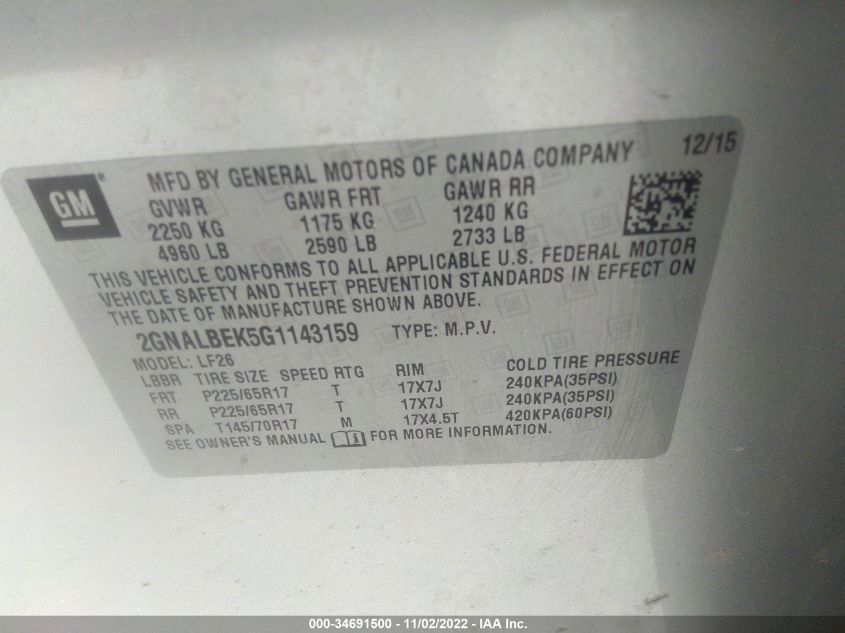 GM ® MFD BY GENERAL MOTORS OF CANADA COMPANY 12/15
GVWR GAWR FRT GAWR RR
2250 KG 1175 KG 1240 KG
4960 LB 2590 LB 2733 LB
THIS VEHICLE CONFORMS TO ALL APPLICABLE U.S. FEDERAL MOTOR
VEHICLE SAFETY AND THEFT PREVENTION STANDARDS IN EFFECT ON
THE DATE OF MANUFACTURE SHOWN ABOVE.
2GNALBEK5G1143159 TYPE: M.P.V.
MODEL: LF26
LBBR TIRE SIZE SPEED RTG RIM COLD TIRE PRESSURE
FRT P225/65R17 T 17X7J 240KPA(35PSI)
RR P225/65R17 T 17X7J 240KPA(35PSI)
SPA T145/70R17 M 17X4.5T 420KPA(60PSI)
SEE OWNER'S MANUAL FOR MORE INFORMATION.
000-34691500 - 11/02/2022 - IAA Inc.